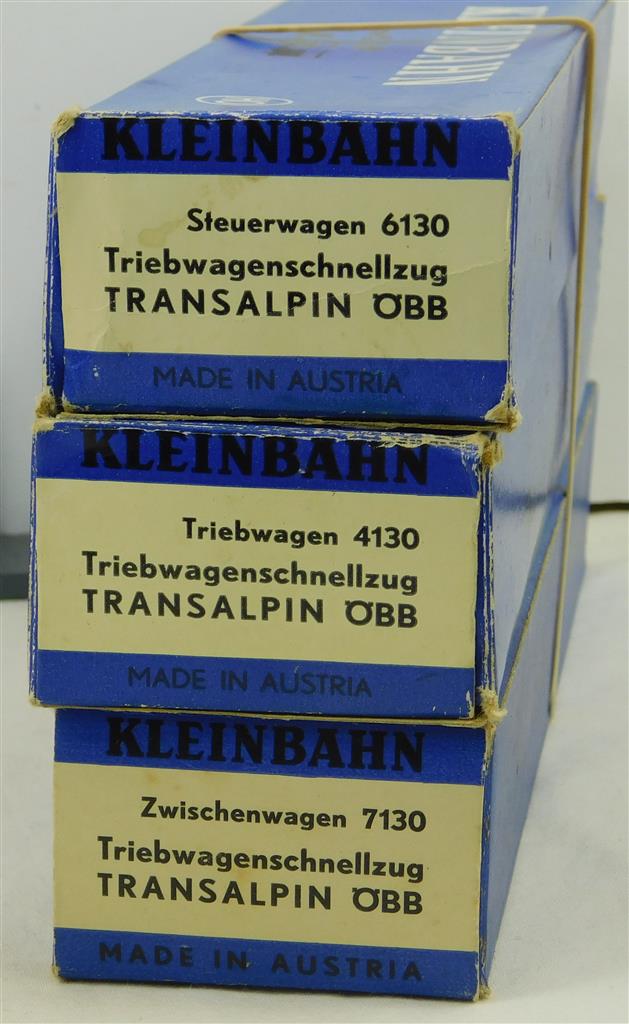 KLEINBAHN
KLEINBAHN
Steuerwagen 6130
Triebwagenschnellzug
TRANSALPIN ÖBB
MADE IN AUSTRIA
KLEINBAHN
Triebwagen 4130
Triebwagenschnellzug
TRANSALPIN ÖBB
MADE IN AUSTRIA
KLEINBAHN
Zwischenwagen 7130
Triebwagenschnellzug
TRANSALPIN ÖBB
MADE IN AUSTRIA